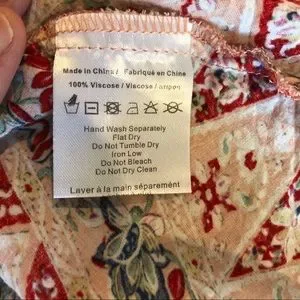 Made in China / Fabriqué en Chine
100% Viscose / Viscose /
Hand Wash Separately
Flat Dry
Do Not Tumble Dry
Iron Low
Do Not Bleach
Do Not Dry Clean
Laver à la main séparément